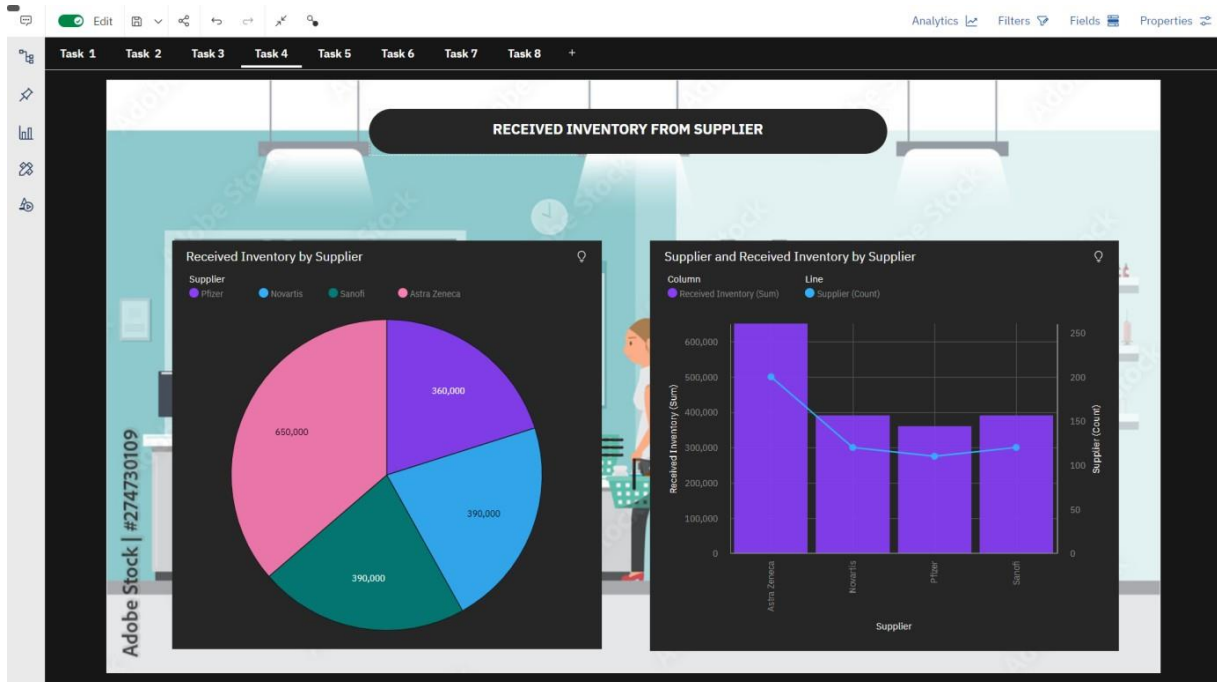 Edit
Analytics
Filters
Fields
Properties
Task 1
Task 2
Task 3
Task 4
Task 5
Task 6
Task 7
Task 8
+
RECEIVED INVENTORY FROM SUPPLIER
Received Inventory by Supplier
Supplier
Pfizer
Novartis
Sanofi
Astra Zeneca
360,000
650,000
390,000
390,000
Supplier and Received Inventory by Supplier
Column
Line
Received Inventory (Sum)
Supplier (Count)
600,000
500,000
400,000
300,000
200,000
100,000
0
Received Inventory (Sum)
250
200
150
100
50
0
Supplier (Count)
Astra Zeneca
Novartis
Pfizer
Sanofi
Supplier
Adobe Stock | #274730109